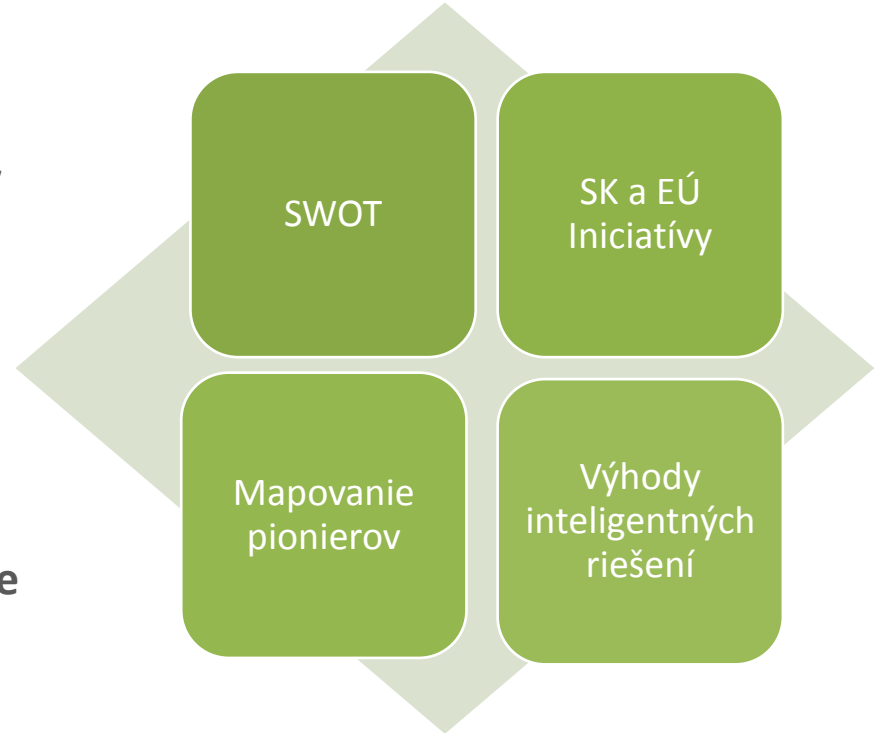 SWOT
SK a EÚ
Iniciatívy
Mapovanie
pionierov
Výhody
inteligentných
riešení
e